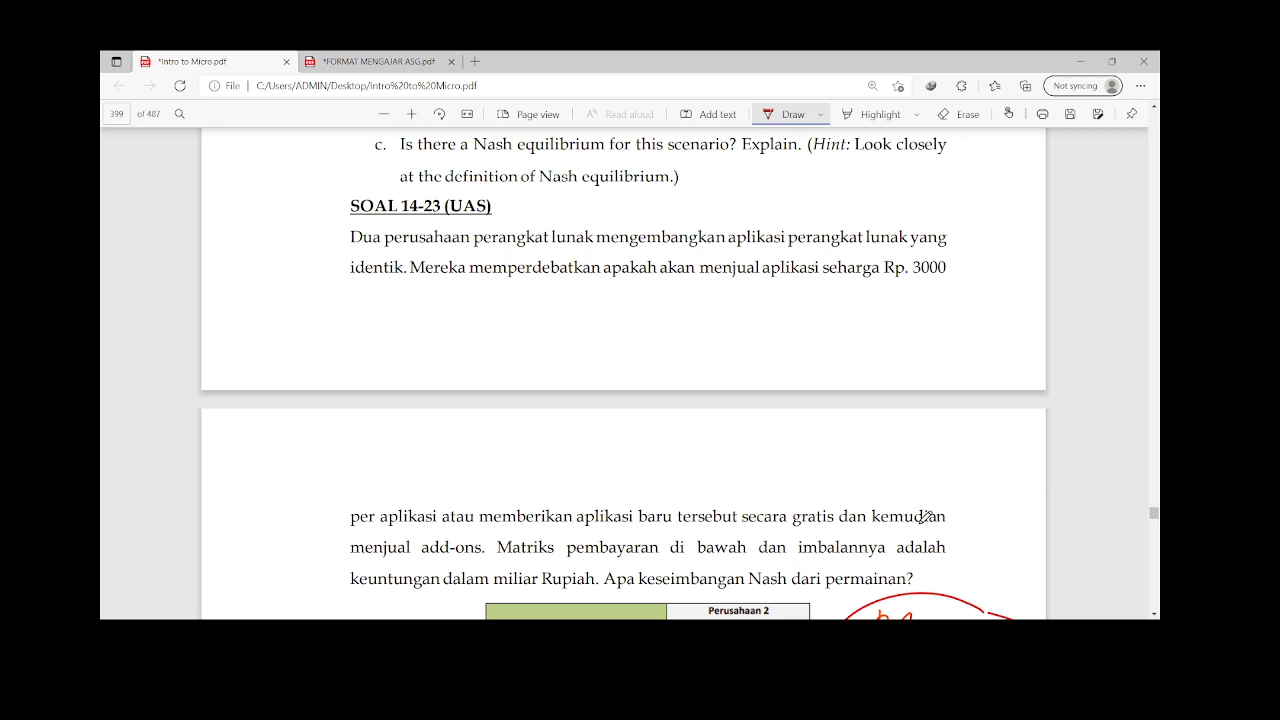 *Intro to Micro.pdf
*FORMAT MENGAJAR ASG.pdf
File
C:/Users/ADMIN/Desktop/Intro%20to%20Micro.pdf
Not syncing
399 of 487
Page view
Read aloud
Add text
Draw
Highlight
Erase
c. Is there a Nash equilibrium for this scenario? Explain. (Hint: Look closely
at the definition of Nash equilibrium.)
SOAL 14-23 (UAS)
Dua perusahaan perangkat lunak mengembangkan aplikasi perangkat lunak yang
identik. Mereka memperdebatkan apakah akan menjual aplikasi seharga Rp. 3000
per aplikasi atau memberikan aplikasi baru tersebut secara gratis dan kemudian
menjual add-ons. Matriks pembayaran di bawah dan imbalannya adalah
keuntungan dalam miliar Rupiah. Apa keseimbangan Nash dari permainan?
Perusahaan 2